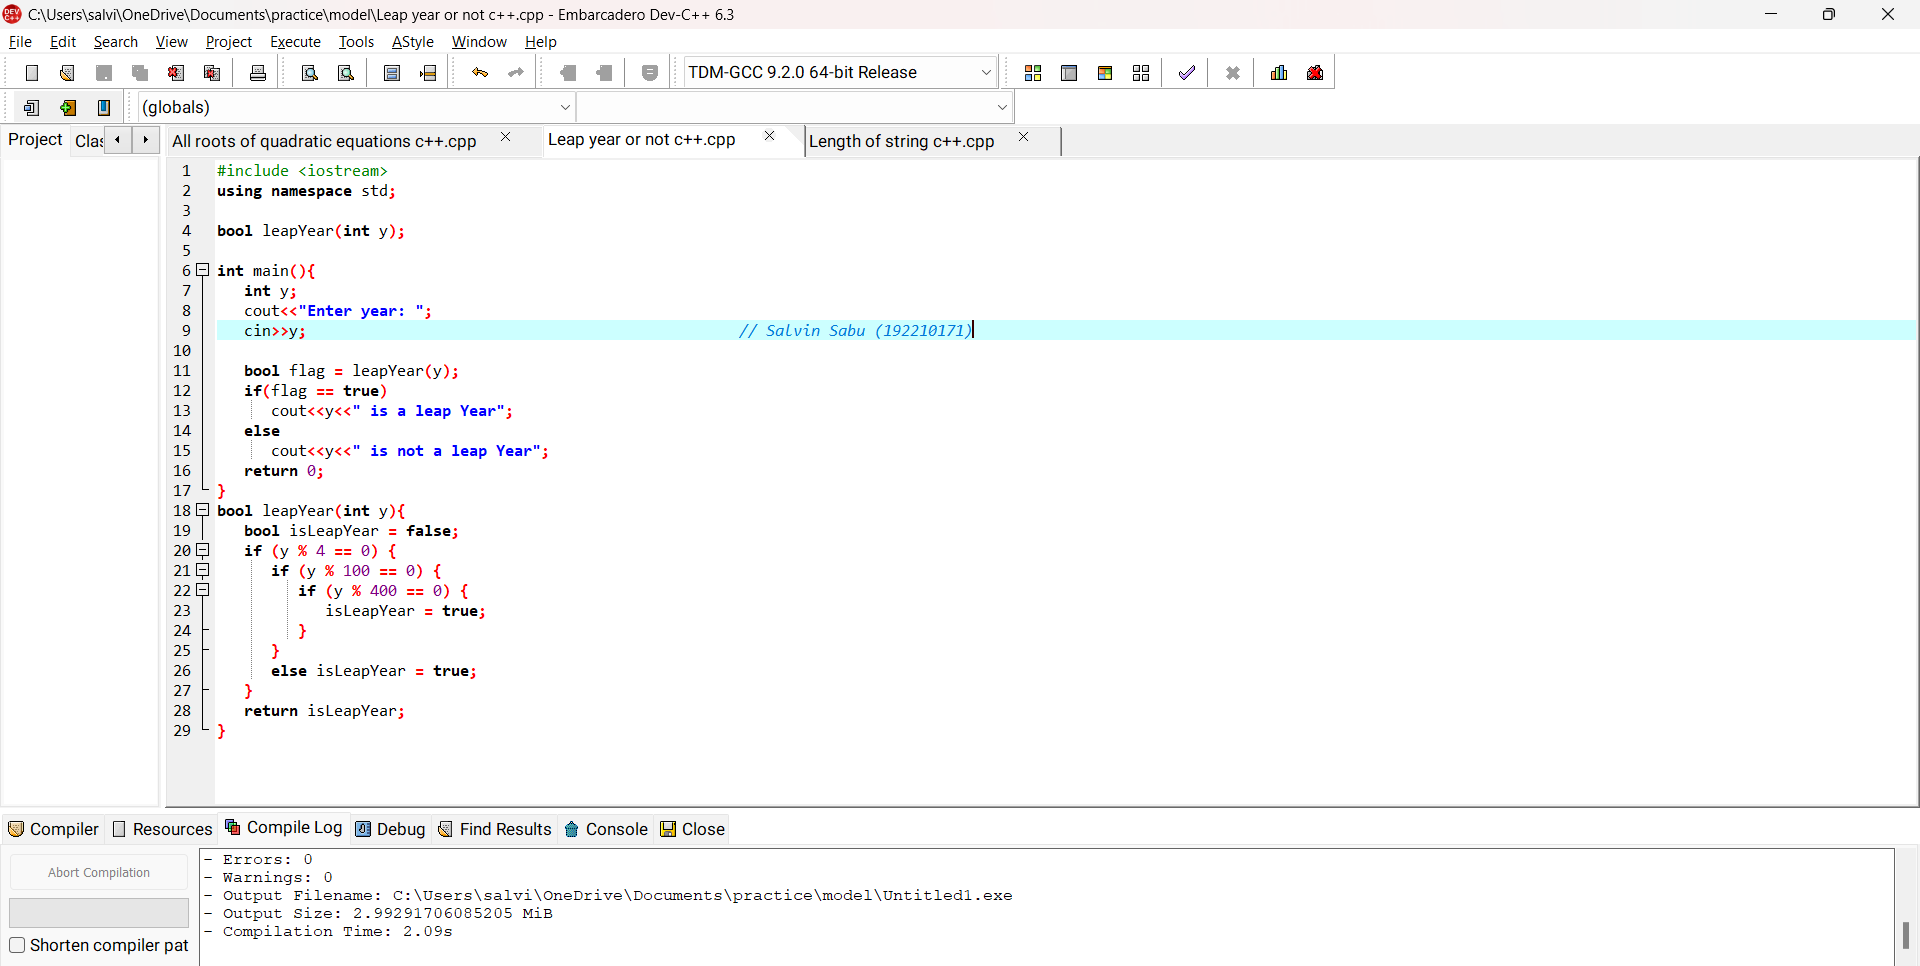 C:\Users\salvi\OneDrive\Documents\practice\model\Leap year or not c++.cpp - Embarcadero Dev-C++ 6.3
File Edit Search View Project Execute Tools AStyle Window Help
TDM-GCC 9.2.0 64-bit Release
(globals)
Project Clas All roots of quadratic equations c++.cpp Leap year or not c++.cpp Length of string c++.cpp
1 #include <iostream>
2 using namespace std;
3
4 bool leapYear(int y);
5
6 int main(){
7 int y;
8 cout<<"Enter year: ";
9 cin>>y; // Salvin Sabu (192210171)
10
11 bool flag = leapYear(y);
12 if(flag == true)
13 cout<<y<<" is a leap Year";
14 else
15 cout<<y<<" is not a leap Year";
16 return 0;
17 }
18 bool leapYear(int y){
19 bool isLeapYear = false;
20 if (y % 4 == 0) {
21 if (y % 100 == 0) {
22 if (y % 400 == 0) {
23 isLeapYear = true;
24 }
25 }
26 else isLeapYear = true;
27 }
28 return isLeapYear;
29 }
Compiler Resources Compile Log Debug Find Results Console Close
Abort Compilation
Shorten compiler pat
- Errors: 0
- Warnings: 0
- Output Filename: C:\Users\salvi\OneDrive\Documents\practice\model\Untitled1.exe
- Output Size: 2.99291706085205 MiB
- Compilation Time: 2.09s